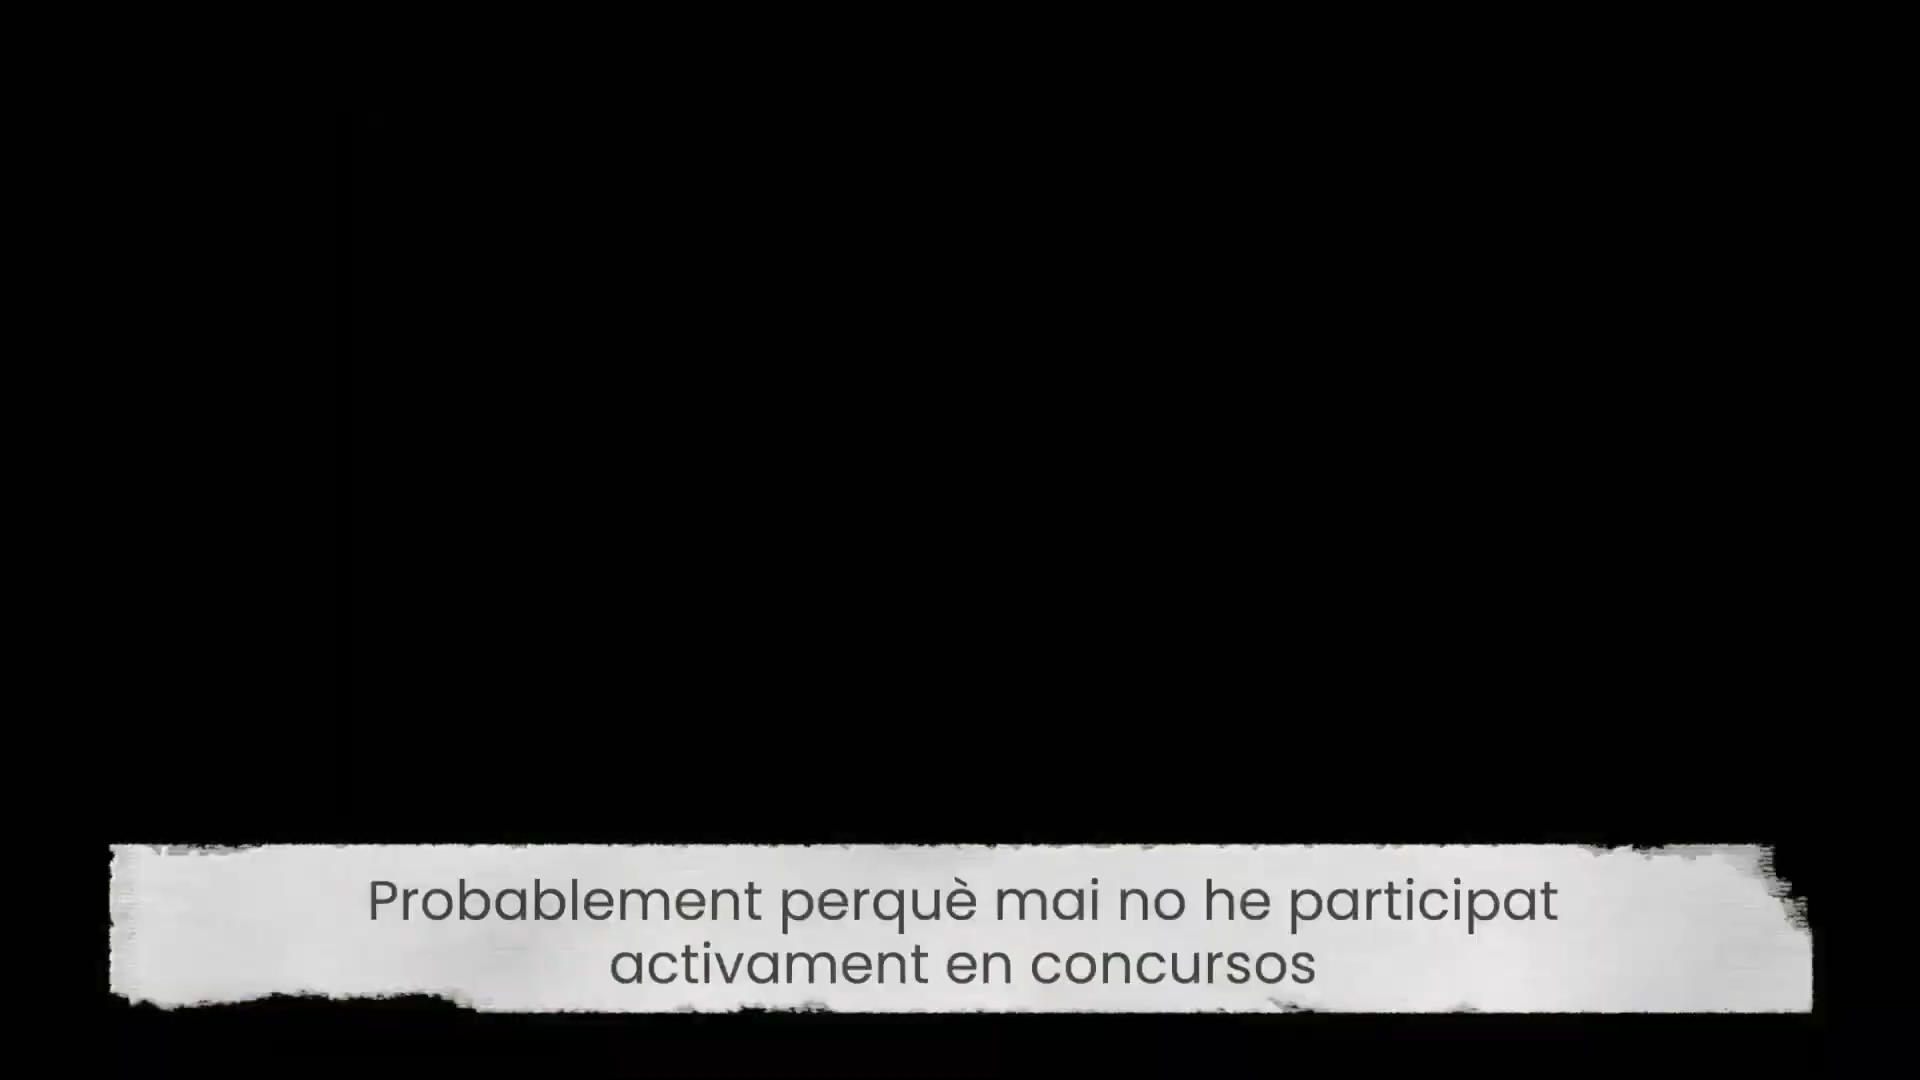 Probablement perquè mai no he participat
activament en concursos